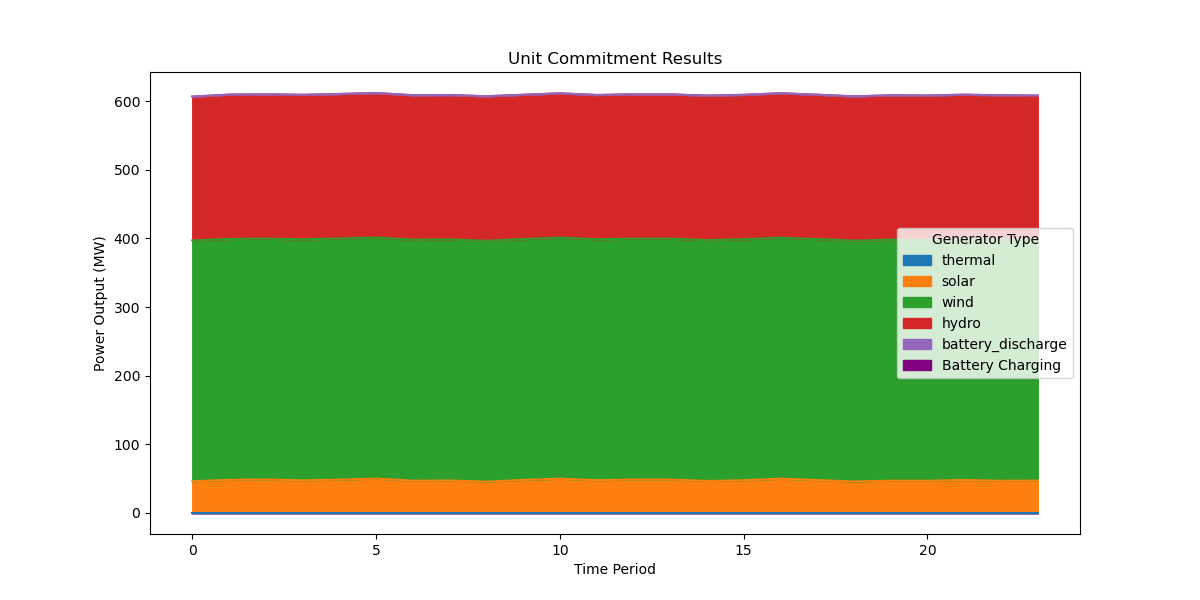 Unit Commitment Results
Power Output (MW)
600
500
400
300
200
100
0
0
5
10
15
20
Time Period
Generator Type
thermal
solar
wind
hydro
battery_discharge
Battery Charging